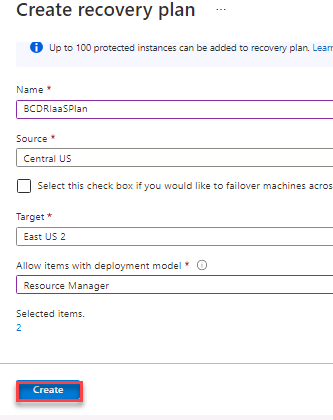 Create recovery plan ...
Up to 100 protected instances can be added to recovery plan. Lear
Name *
BCDRIaaSPlan
Source *
Central US
Select this check box if you would like to failover machines acros
Target *
East US 2
Allow items with deployment model *
Resource Manager
Selected items.
2
Create